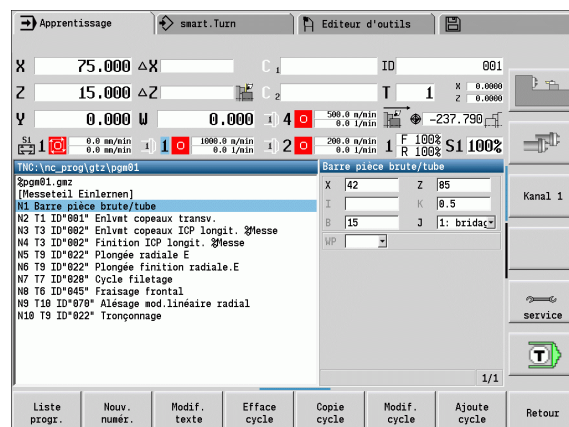 Apprentissage smart.Turn Editeur d'outils
X 75.000 △X C 1 ID 001
Z 15.000 △Z C 2 T 1 X 0.0000 Z 0.0000
Y 0.000 W 0.000 4 500.0 m/min 0.0 1/min -237.790
S1 1 0.0 mm/min 0.0 m/min 1 1000.0 m/min 0.0 1/min 2 200.0 m/min 0.0 1/min 1 F 100% R 100% S1 100%
TNC:\nc_prog\gtz\pgm01
%pgm01.gmz
[Messeteil Einlernen]
N1 Barre pièce brute/tube
N2 T1 ID"001" Enlvmt copeaux transv.
N3 T3 ID"002" Enlvmt copeaux ICP longit. %Messe
N4 T3 ID"002" Finition ICP longit. %Messe
N5 T9 ID"022" Plongée radiale E
N6 T9 ID"022" Plongée finition radiale.E
N7 T7 ID"028" Cycle filetage
N8 T6 ID"045" Fraisage frontal
N9 T10 ID"070" Alésage mod.linéaire radial
N10 T9 ID"022" Tronçonnage
Barre pièce brute/tube
X 42 Z 85
I K 0.5
B 15 J 1: bridag
WP
1/1
Kanal 1
service
T
Liste progr.
Nouv. numér.
Modif. texte
Efface cycle
Copie cycle
Modif. cycle
Ajoute cycle
Retour